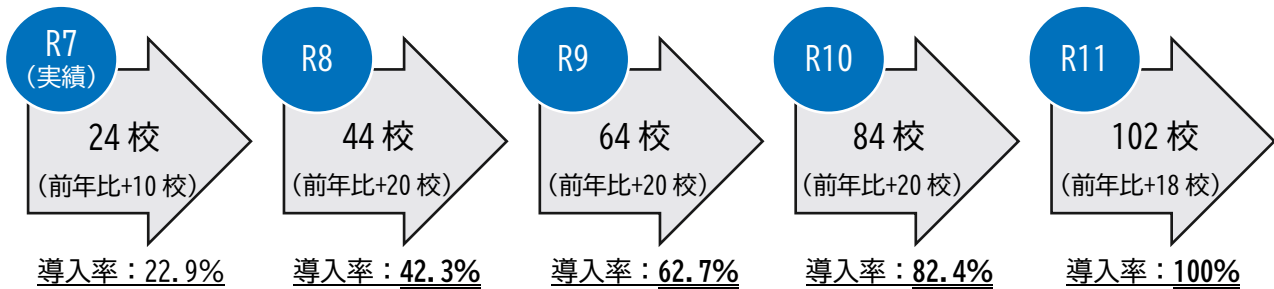 R7
（実績）
24 校
（前年比+10 校）
導入率：22.9%
R8
44 校
（前年比+20 校）
導入率：42.3%
R9
64 校
（前年比+20 校）
導入率：62.7%
R10
84 校
（前年比+20 校）
導入率：82.4%
R11
102 校
（前年比+18 校）
導入率：100%